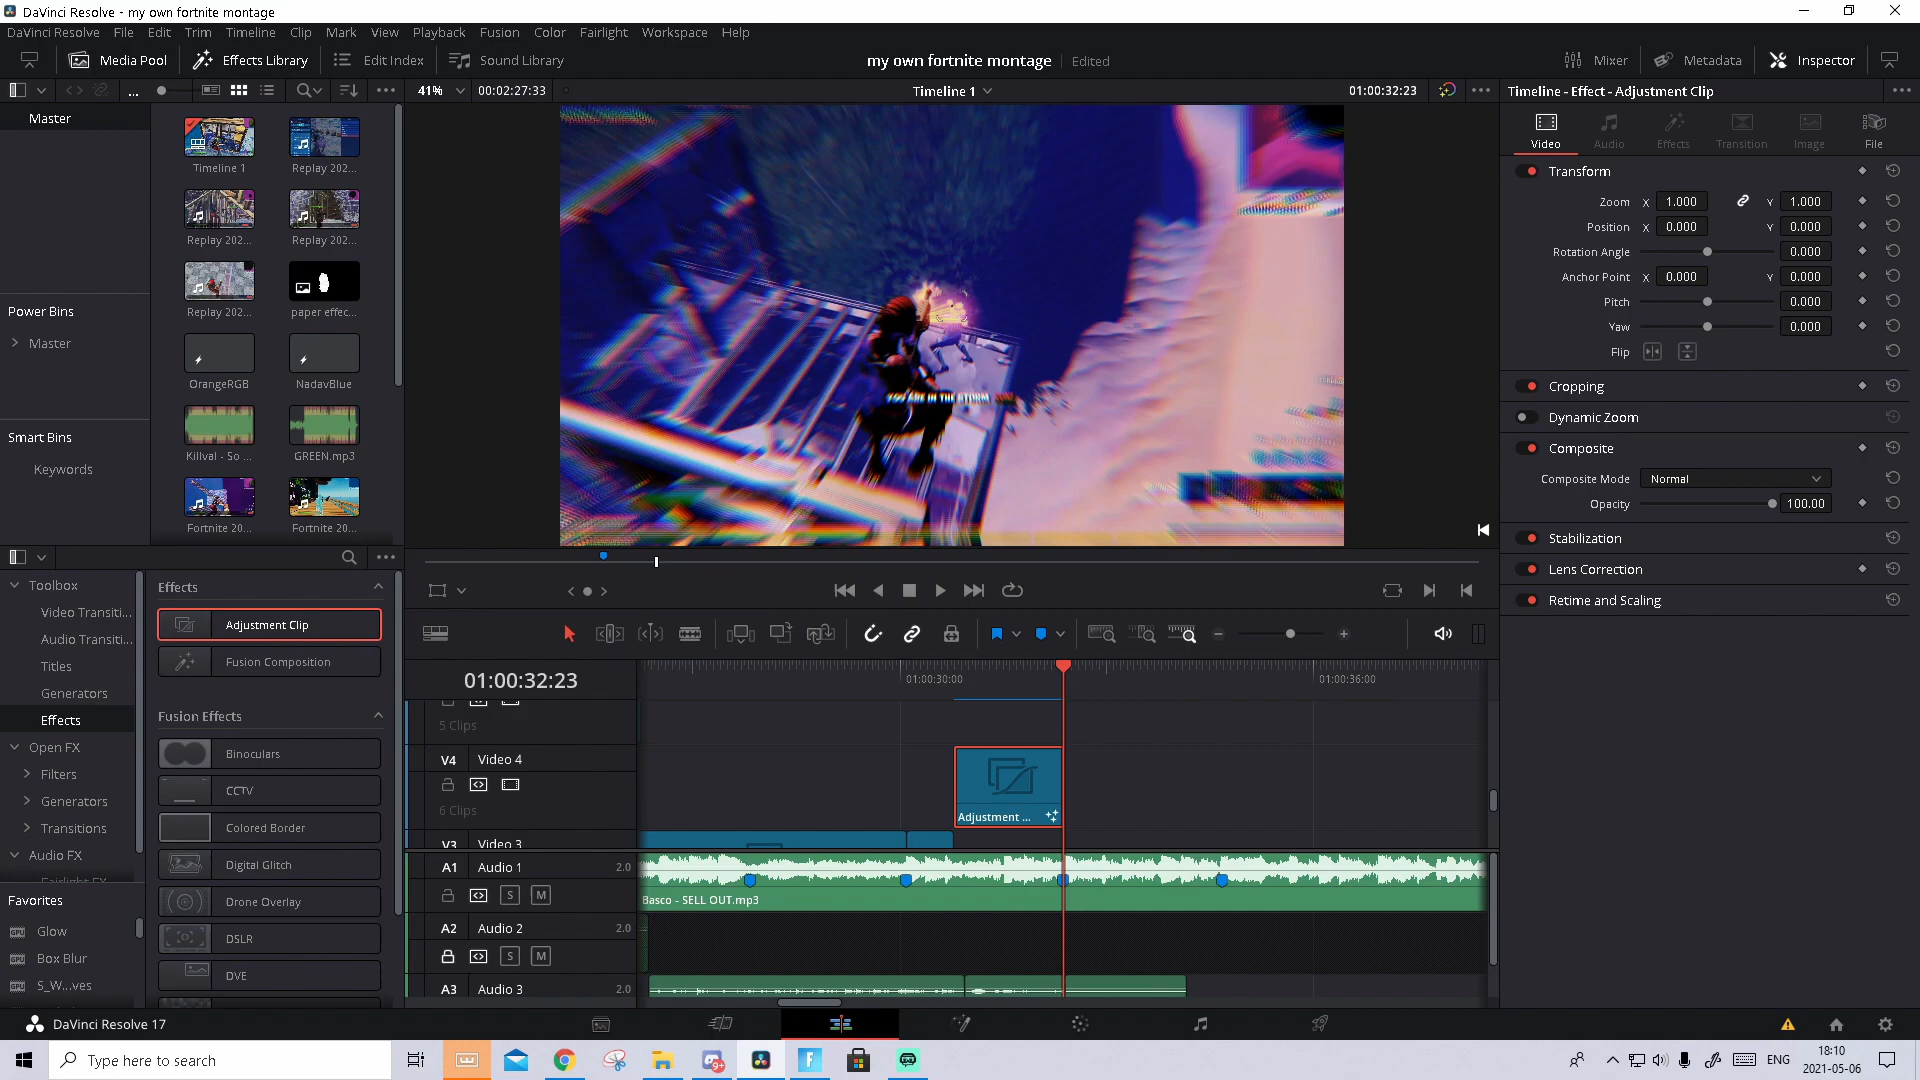 DaVinci Resolve - my own fortnite montage
DaVinci Resolve File Edit Trim Timeline Clip Mark View Playback Fusion Color Fairlight Workspace Help
Media Pool Effects Library Edit Index Sound Library
my own fortnite montage Edited
Mixer Metadata Inspector
...
41% 00:02:27:33 Timeline 1 01:00:32:23
Timeline - Effect - Adjustment Clip
Master
Timeline 1 Replay 202...
Replay 202... Replay 202...
Replay 202... paper effec...
OrangeRGB NadavBlue
Killval - So ... GREEN.mp3
Fortnite 20... Fortnite 20...
Power Bins
Master
Smart Bins
Keywords
Video Audio Effects Transition Image File
Transform
Zoom X 1.000 Y 1.000
Position X 0.000 Y 0.000
Rotation Angle 0.000
Anchor Point X 0.000 Y 0.000
Pitch 0.000
Yaw 0.000
Flip
Cropping
Dynamic Zoom
Composite
Composite Mode Normal
Opacity 100.00
Stabilization
Lens Correction
Retime and Scaling
ARE IN THE STORM
Toolbox
Video Transiti...
Audio Transiti...
Titles
Generators
Effects
Open FX
Filters
Generators
Transitions
Audio FX
Fairlight FX
Favorites
Glow
Box Blur
S_W...ves
Effects
Adjustment Clip
Fusion Composition
Fusion Effects
Binoculars
CCTV
Colored Border
Digital Glitch
Drone Overlay
DSLR
DVE
01:00:32:23
01:00:30:00 01:00:36:00
5 Clips
V4 Video 4
6 Clips
Adjustment ...
V3 Video 3
A1 Audio 1 2.0
S M
Basco - SELL OUT.mp3
A2 Audio 2 2.0
S M
A3 Audio 3 2.0
DaVinci Resolve 17
Type here to search
9+
ENG
18:10
2021-05-06